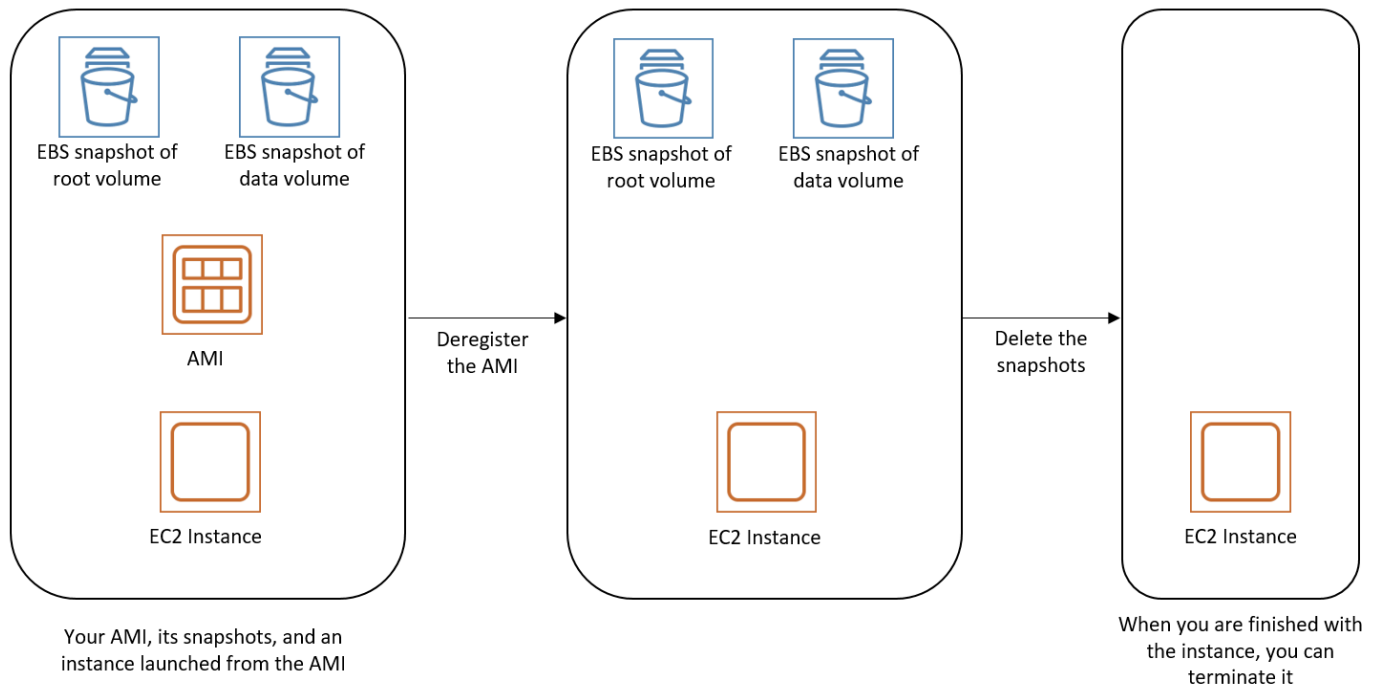 EBS snapshot of
root volume
EBS snapshot of
data volume
AMI
EC2 Instance
Your AMI, its snapshots, and an
instance launched from the AMI
Deregister
the AMI
EBS snapshot of
root volume
EBS snapshot of
data volume
EC2 Instance
Delete the
snapshots
EC2 Instance
When you are finished with
the instance, you can
terminate it